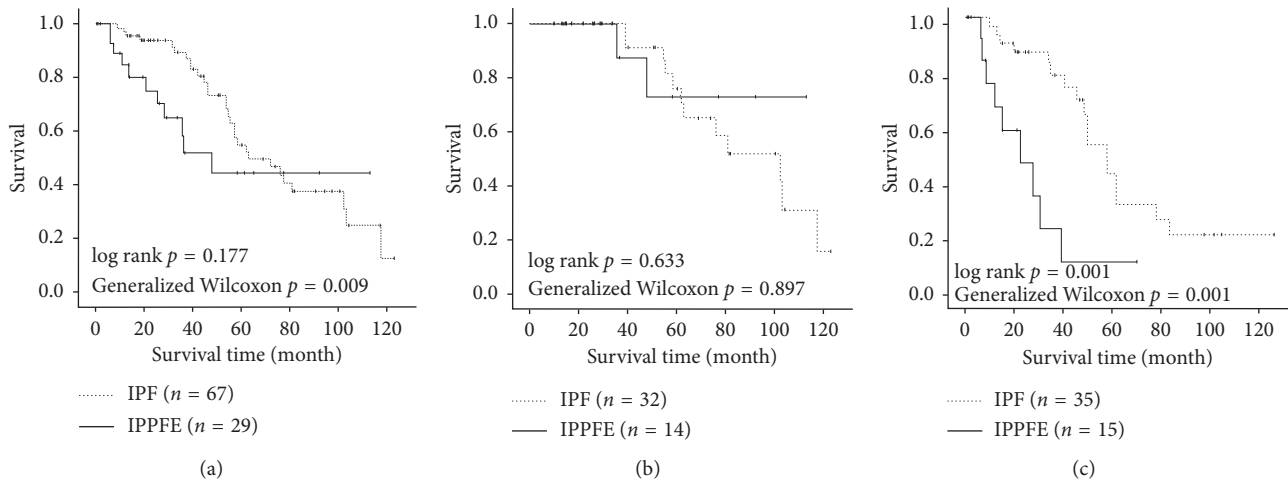 1.0
0.8
0.6
0.4
0.2
0.0
Survival
log rank p = 0.177
Generalized Wilcoxon p = 0.009
0 20 40 60 80 100 120
Survival time (month)
IPF (n = 67)
IPPFE (n = 29)
(a)
1.0
0.8
0.6
0.4
0.2
0.0
Survival
log rank p = 0.633
Generalized Wilcoxon p = 0.897
0 20 40 60 80 100 120
Survival time (month)
IPF (n = 32)
IPPFE (n = 14)
(b)
1.0
0.8
0.6
0.4
0.2
0.0
Survival
log rank p = 0.001
Generalized Wilcoxon p = 0.001
0 20 40 60 80 100 120
Survival time (month)
IPF (n = 35)
IPPFE (n = 15)
(c)